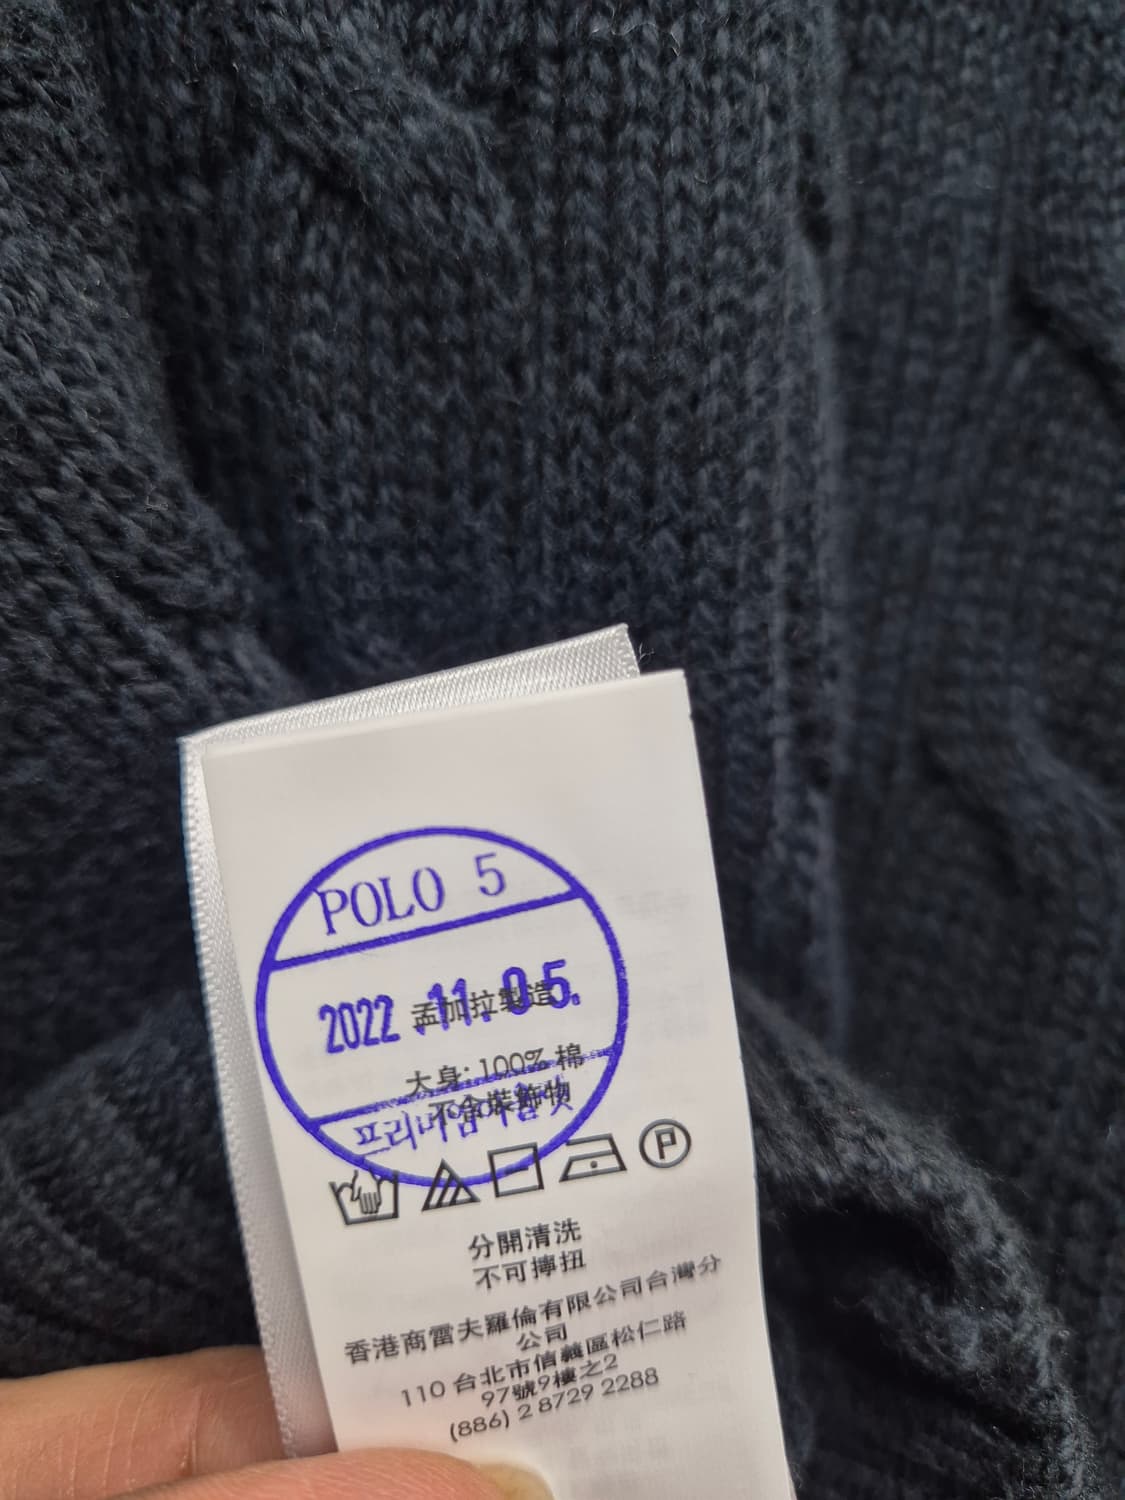 POLO 5
2022.11.05.
孟加拉製造
大身: 100% 棉
不含裝飾物
프리미엄아울렛
P
分開清洗
不可擰扭
香港商雷夫羅倫有限公司台灣分
公司
110 台北市信義區松仁路
97號9樓之2
(886) 2 8729 2288